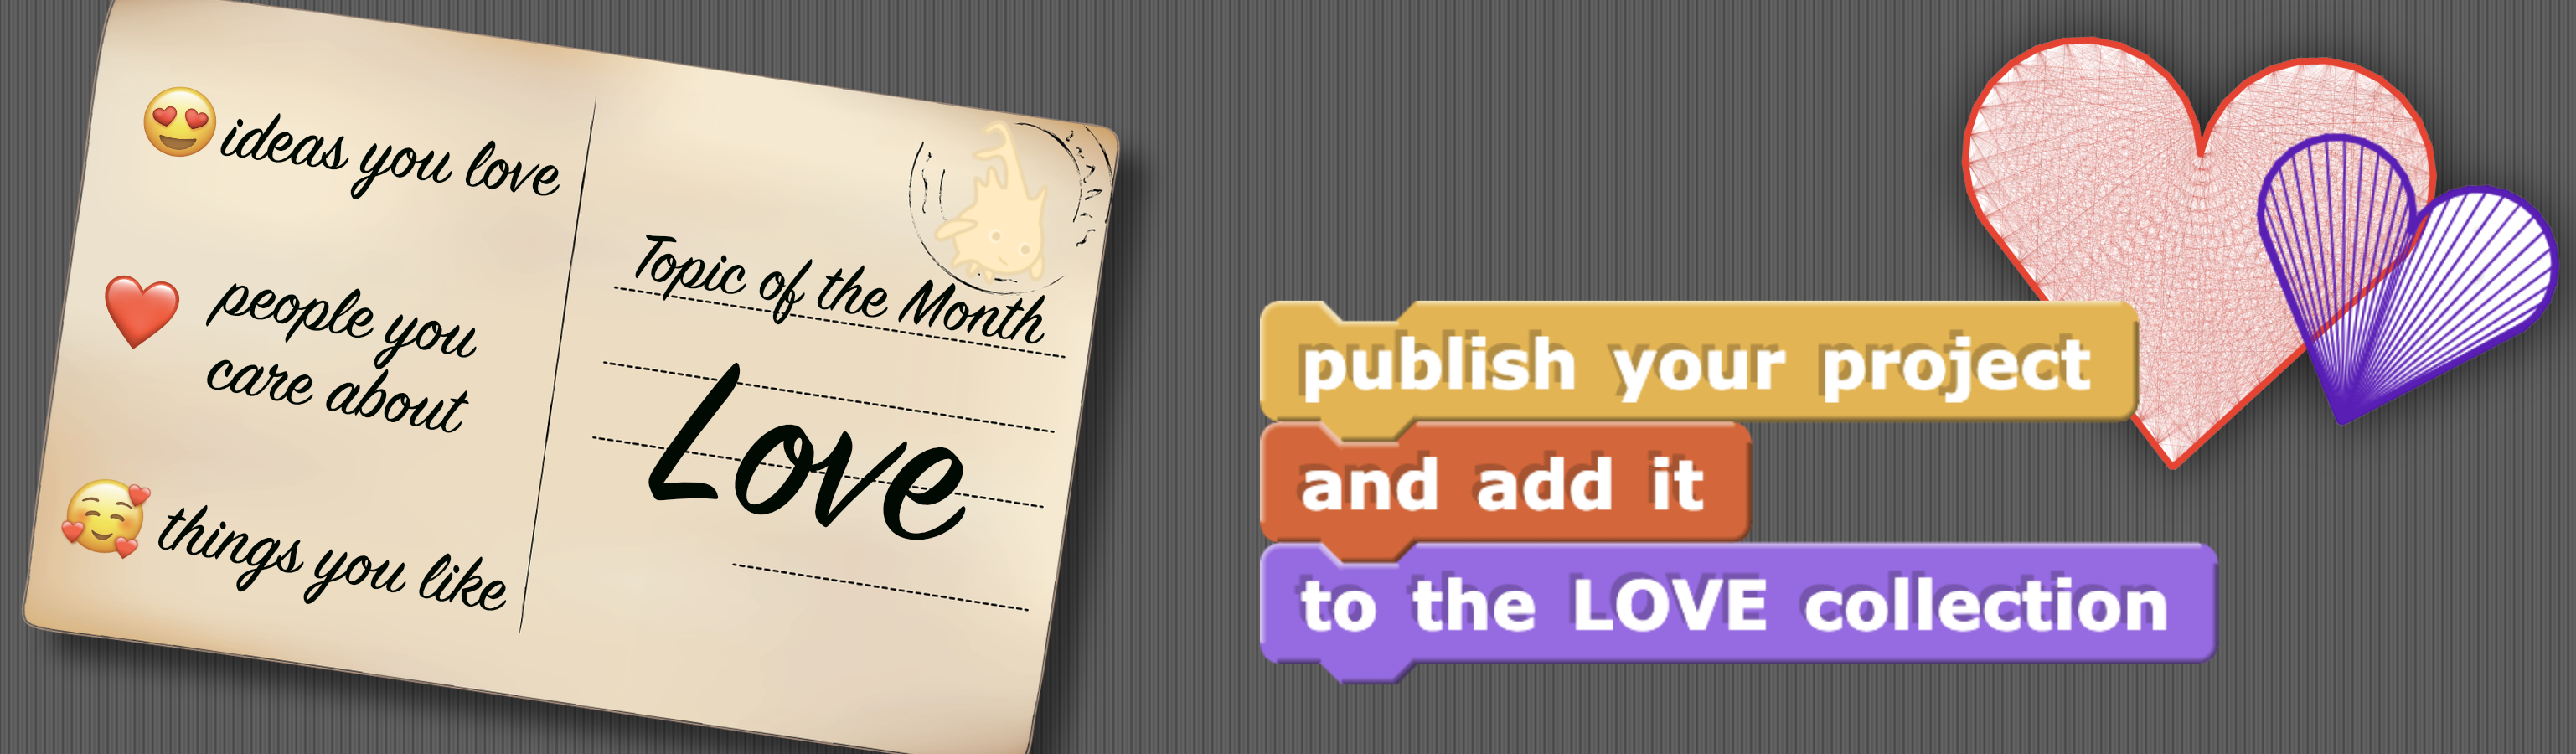 ideas you love
people you
care about
things you like
Topic of the Month
Love
publish your project
and add it
to the LOVE collection